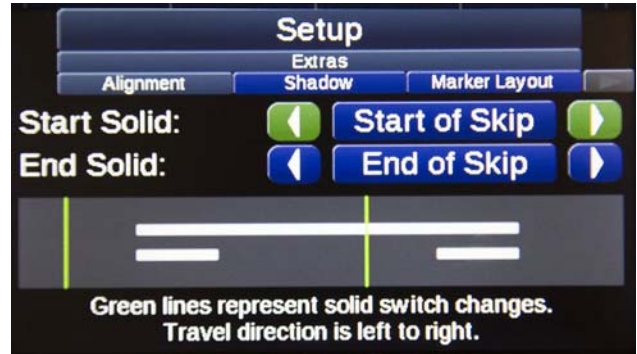 Setup
Extras
Alignment Shadow Marker Layout
Start Solid: Start of Skip
End Solid: End of Skip
Green lines represent solid switch changes.
Travel direction is left to right.